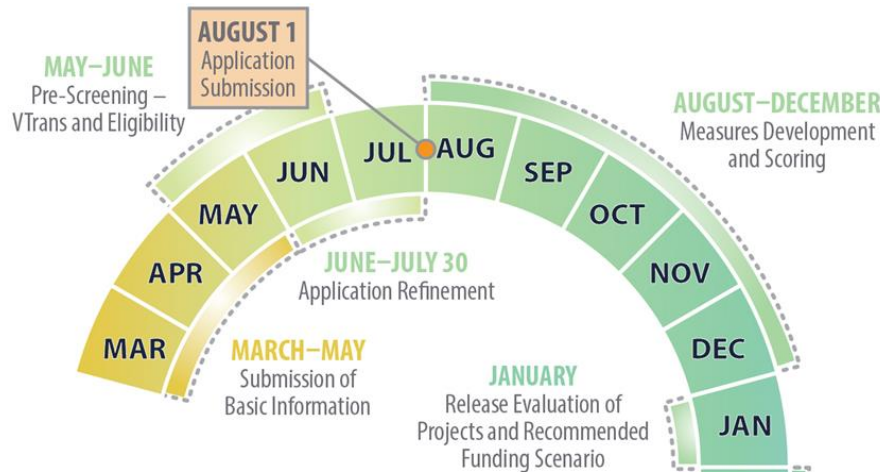 AUGUST 1
Application
Submission
MAY–JUNE
Pre-Screening –
VTrans and Eligibility
AUGUST–DECEMBER
Measures Development
and Scoring
MAR
APR
MAY
JUN
JUL
AUG
SEP
OCT
NOV
DEC
JAN
JUNE–JULY 30
Application Refinement
MARCH–MAY
Submission of
Basic Information
JANUARY
Release Evaluation of
Projects and Recommended
Funding Scenario